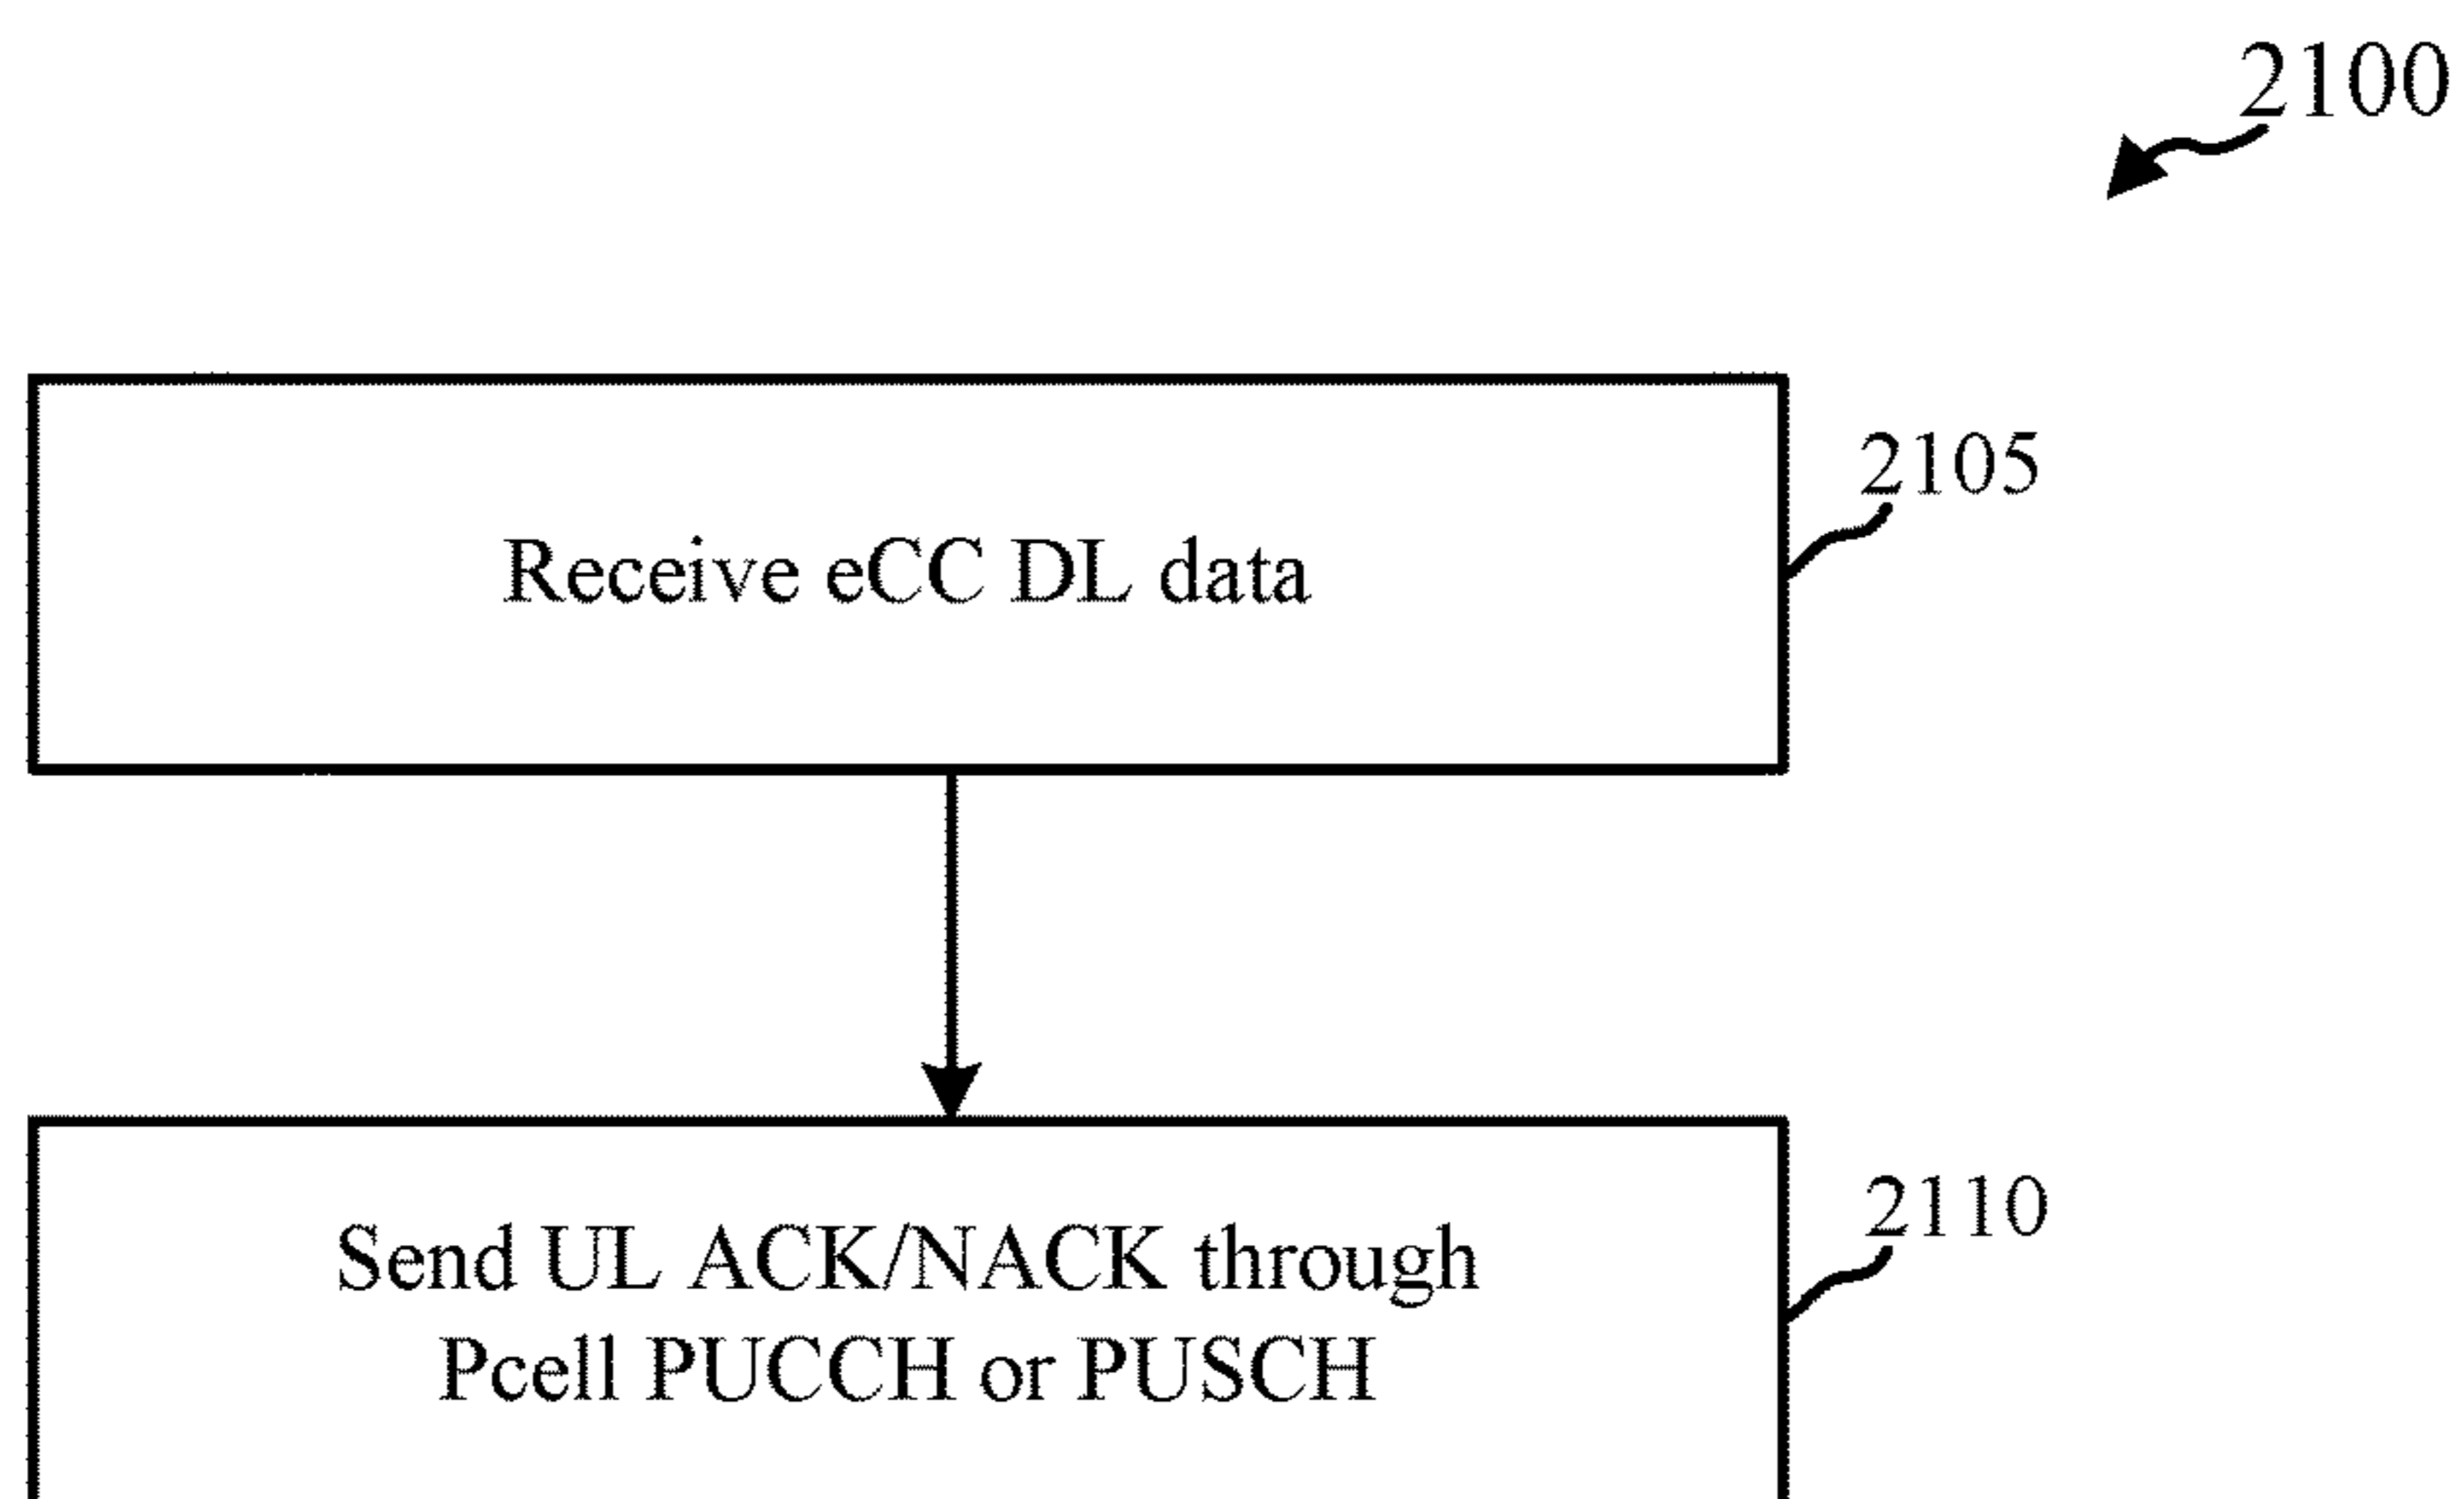 2100
2105
Receive eCC DL data
2110
Send UL ACK/NACK through
Pcell PUCCH or PUSCH